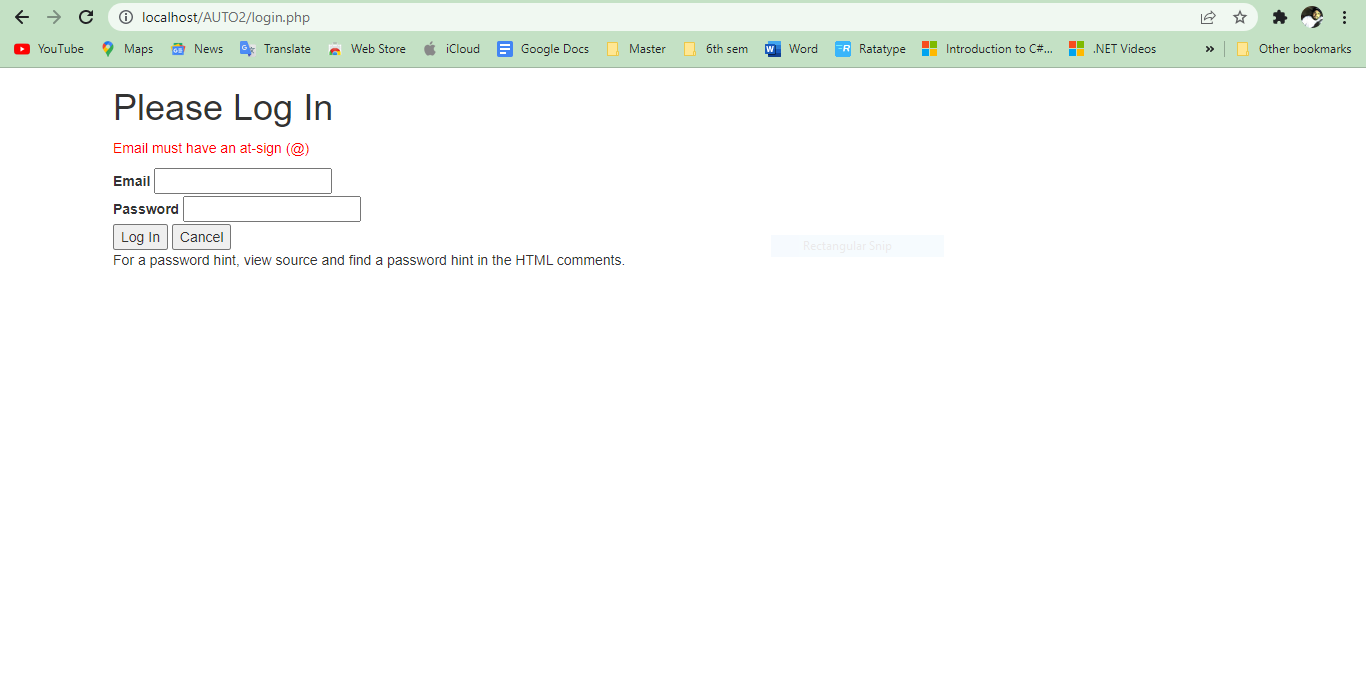 localhost/AUTO2/login.php
YouTube Maps News Translate Web Store iCloud Google Docs Master 6th sem Word Ratatype Introduction to C#... .NET Videos » Other bookmarks
Please Log In
Email must have an at-sign (@)
Email
Password
Log In Cancel
Rectangular Snip
For a password hint, view source and find a password hint in the HTML comments.